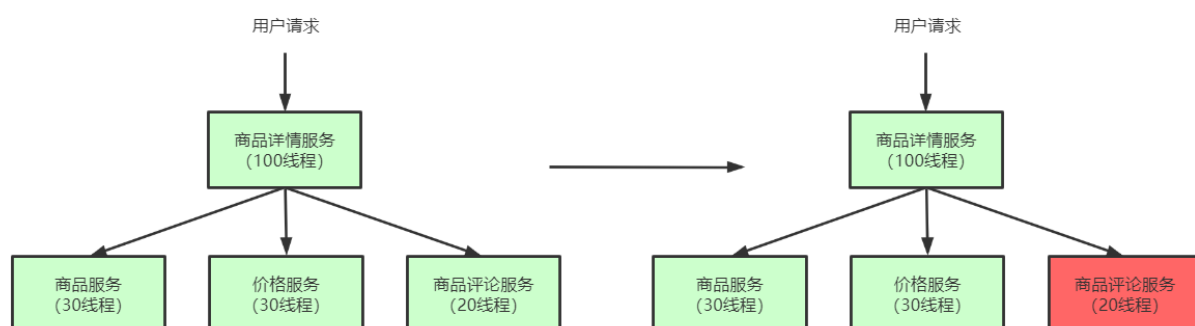 用户请求
用户请求
商品详情服务
(100线程)
商品详情服务
(100线程)
商品服务
(30线程)
价格服务
(30线程)
商品评论服务
(20线程)
商品服务
(30线程)
价格服务
(30线程)
商品评论服务
(20线程)